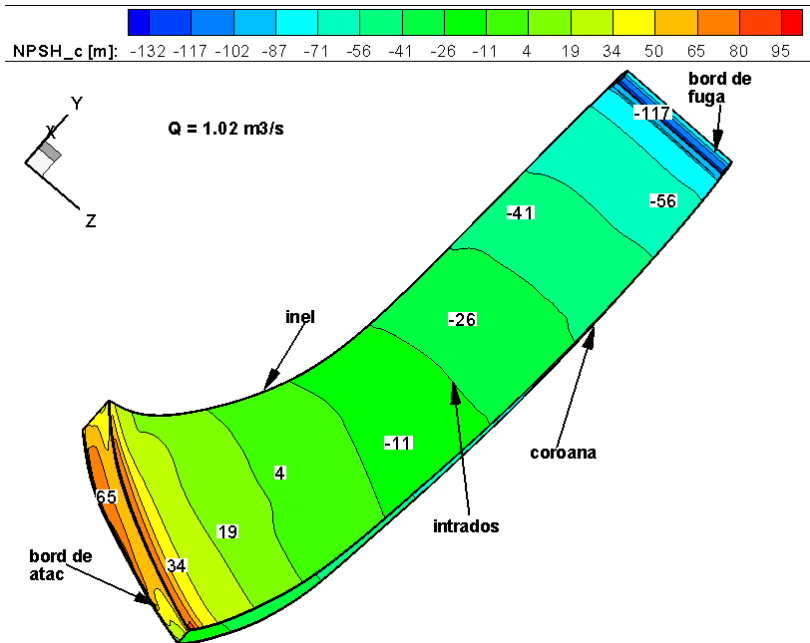 NPSH_c [m]: -132 -117 -102 -87 -71 -56 -41 -26 -11 4 19 34 50 65 80 95
bord de
fuga
Y
X
Z
Q = 1.02 m3/s
-117
-56
-41
-26
inel
-11
coroana
4
intrados
65
19
34
bord de
atac